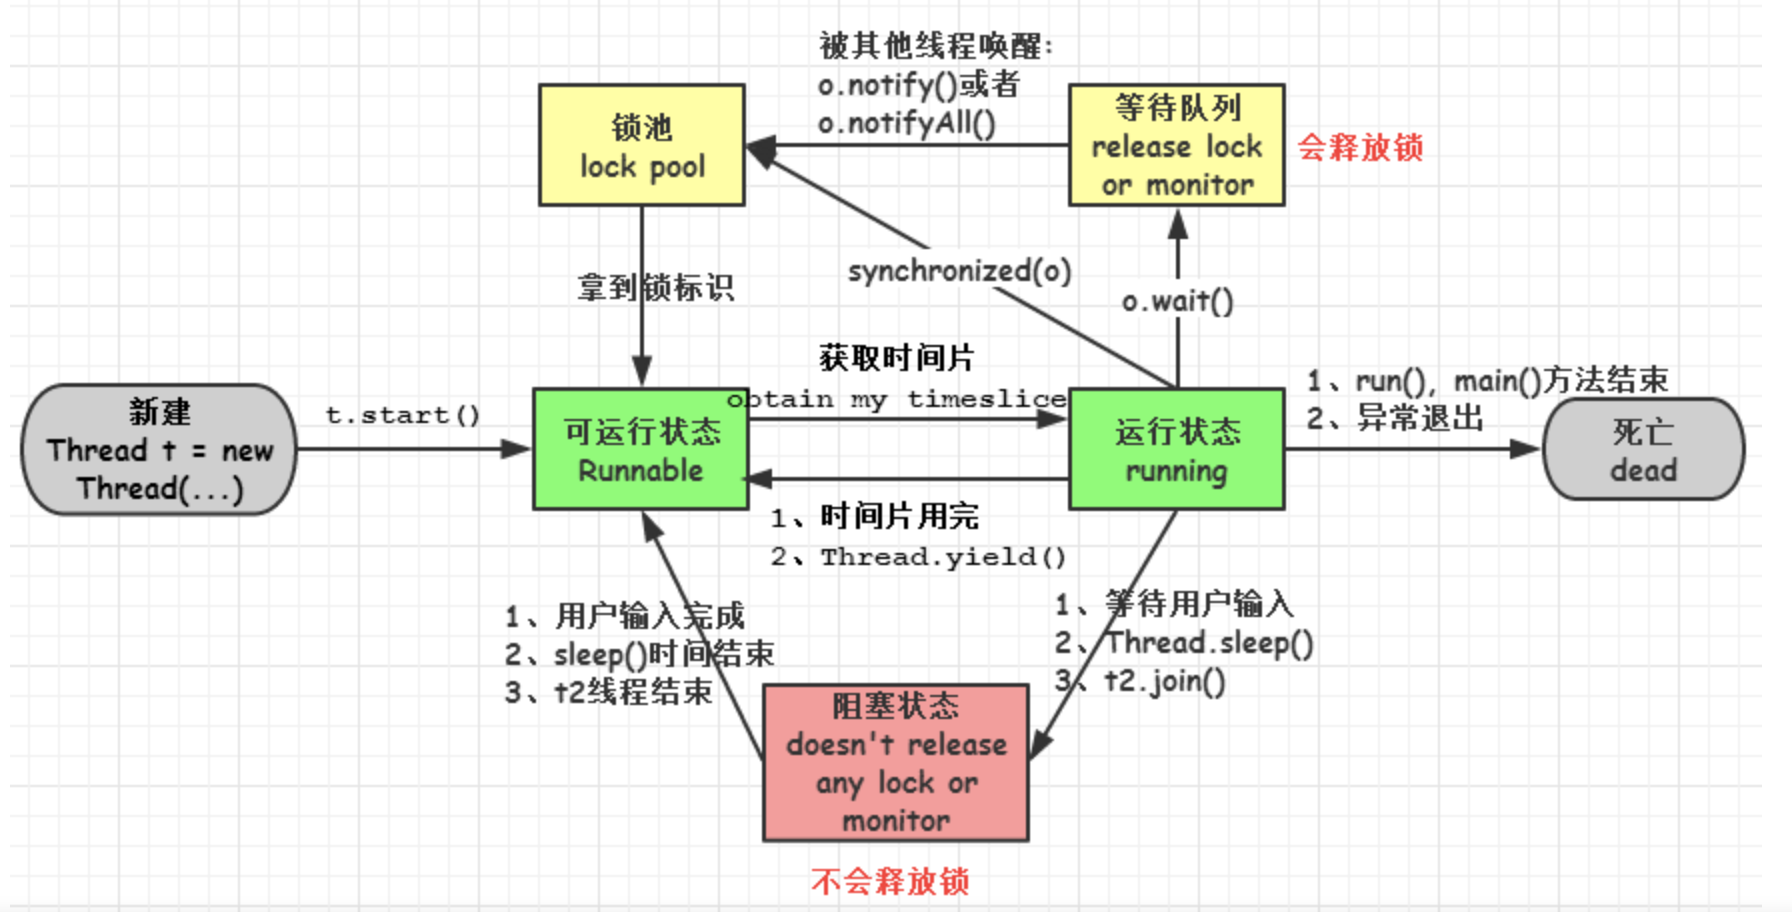 被其他线程唤醒:
o.notify()或者
o.notifyAll()
锁池
lock pool
等待队列
release lock
or monitor
会释放锁
拿到锁标识
synchronized(o)
o.wait()
新建
Thread t = new
Thread(...)
t.start()
可运行状态
Runnable
获取时间片
obtain my timeslice
1、时间片用完
2、Thread.yield()
运行状态
running
1、run(), main()方法结束
2、异常退出
死亡
dead
1、用户输入完成
2、sleep()时间结束
3、t2线程结束
1、等待用户输入
2、Thread.sleep()
3、t2.join()
阻塞状态
doesn't release
any lock or
monitor
不会释放锁